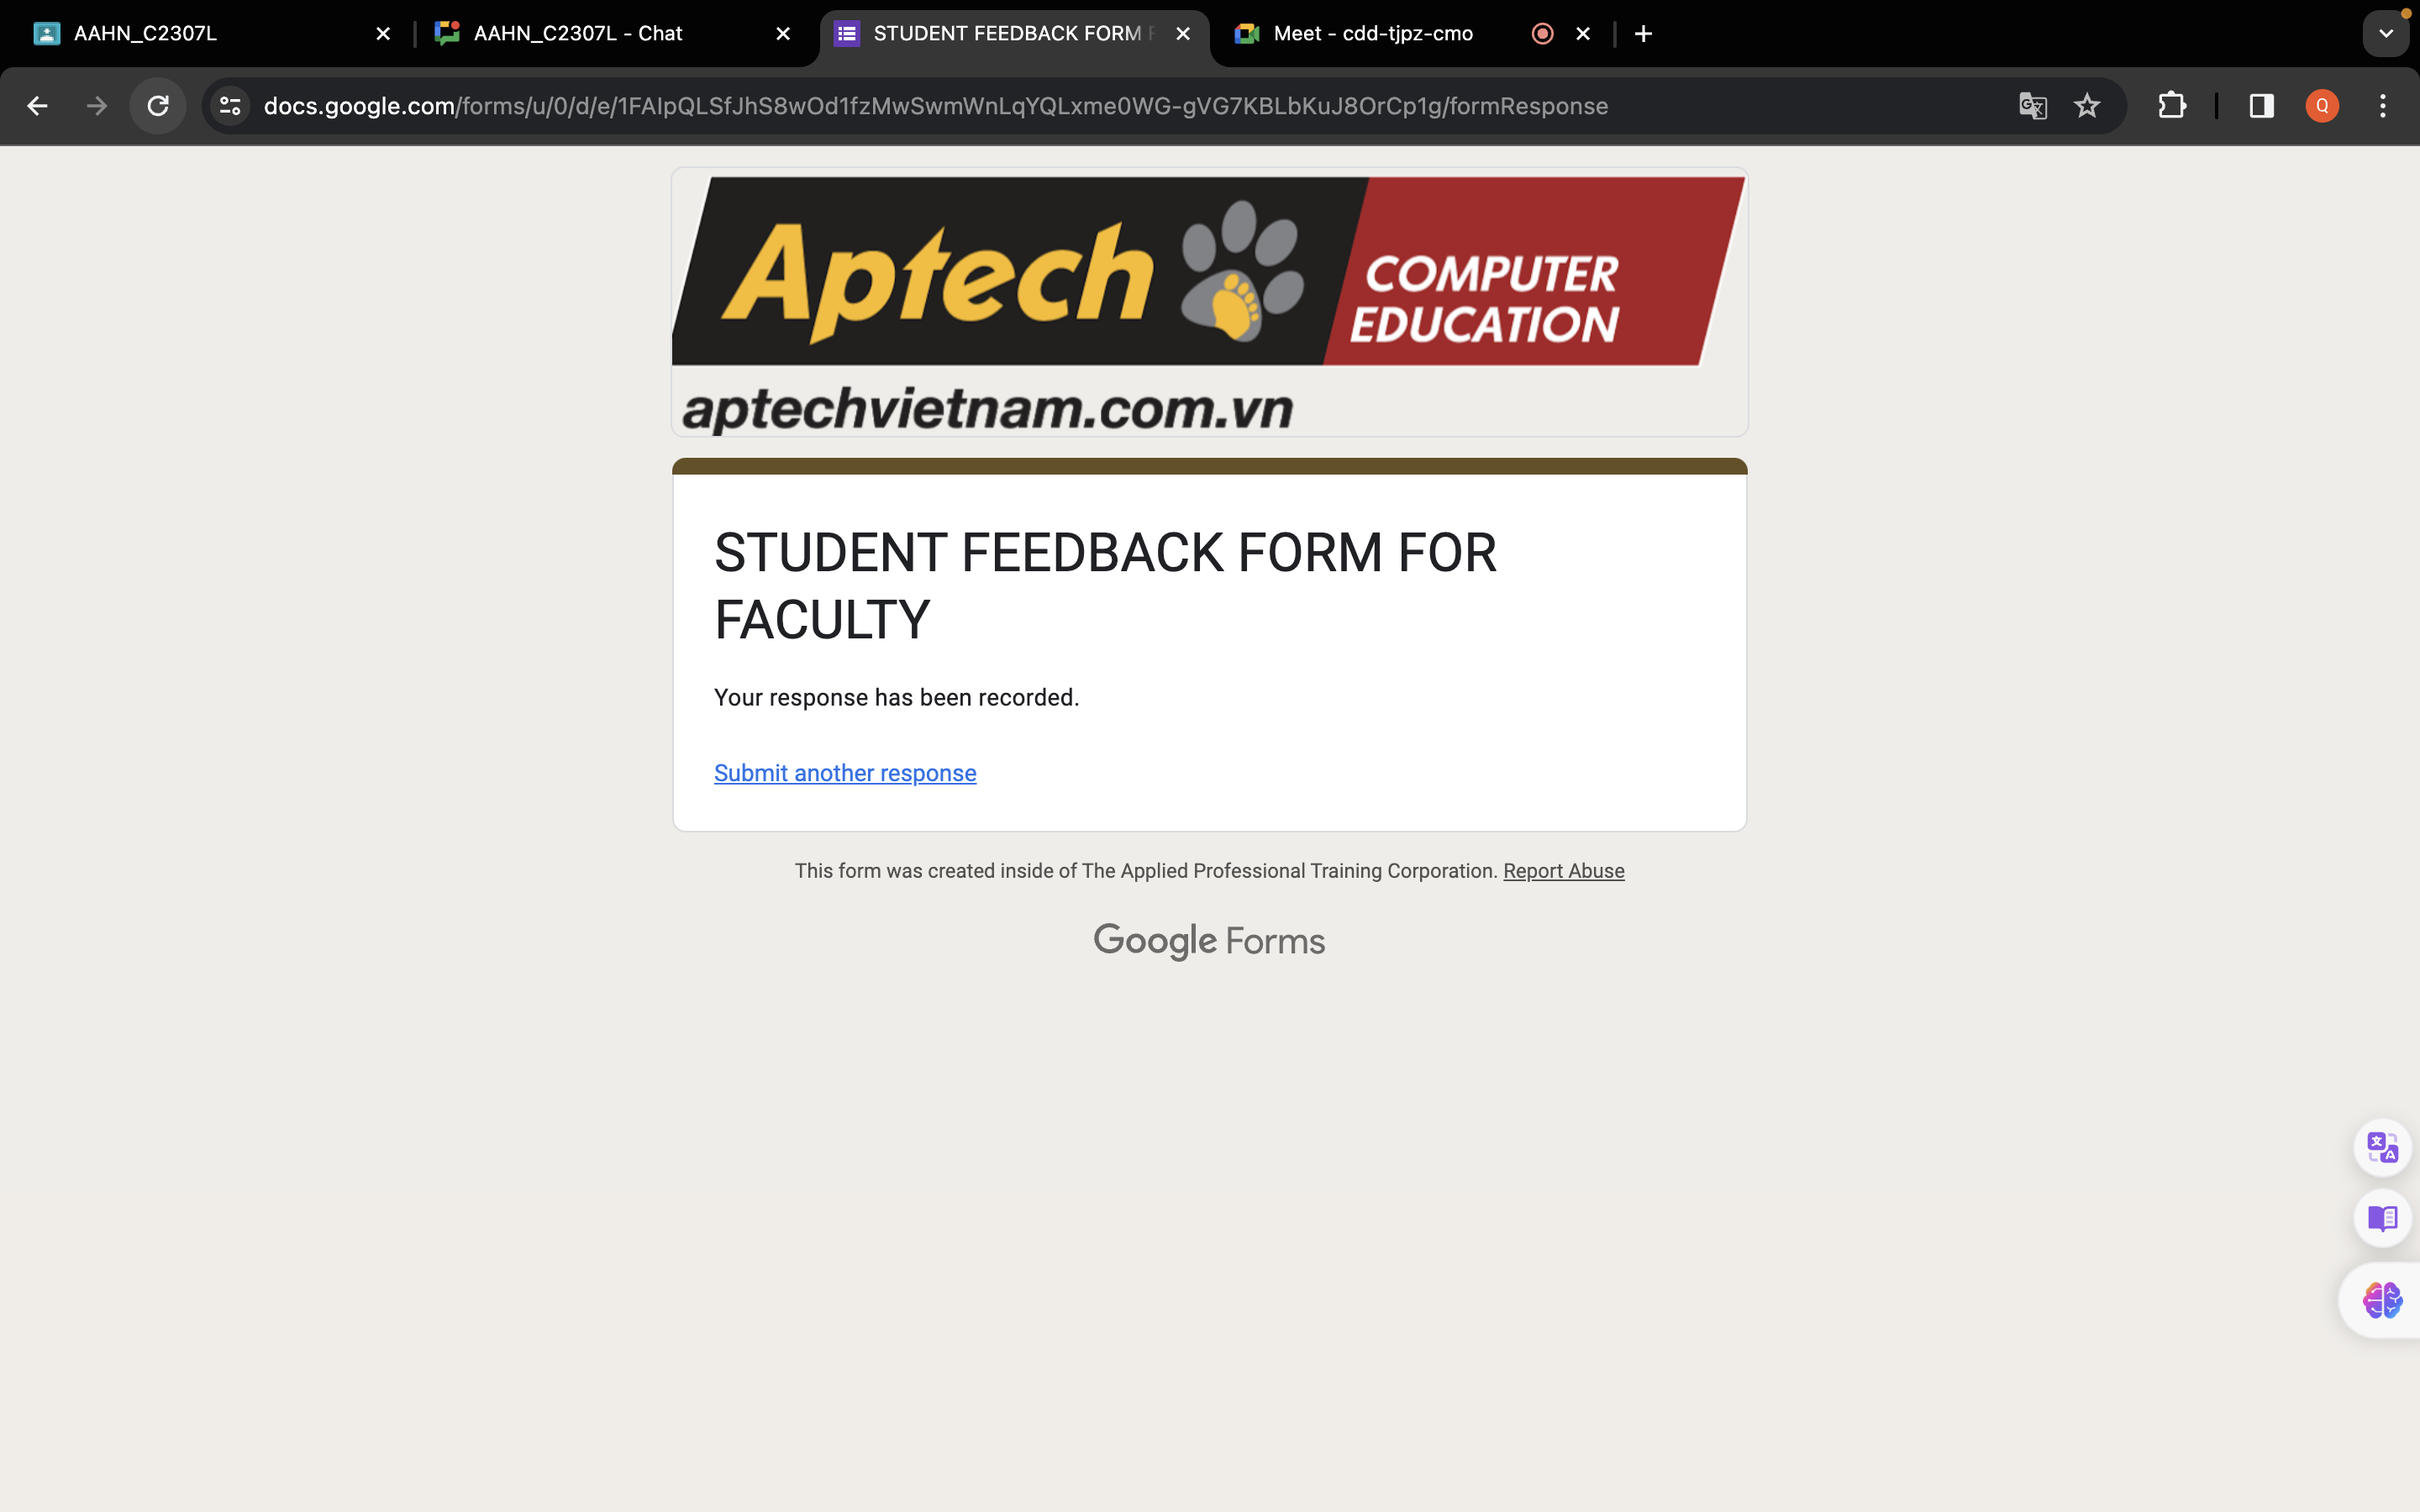 AAHN_C2307L
AAHN_C2307L - Chat
STUDENT FEEDBACK FORM
Meet - cdd-tjpz-cmo
docs.google.com/forms/u/0/d/e/1FAIpQLSfJhS8wOd1fzMwSwmWnLqYQLxme0WG-gVG7KBLbKuJ8OrCp1g/formResponse
Q
Aptech
COMPUTER
EDUCATION
aptechvietnam.com.vn
STUDENT FEEDBACK FORM FOR
FACULTY
Your response has been recorded.
Submit another response
This form was created inside of The Applied Professional Training Corporation. Report Abuse
Google Forms